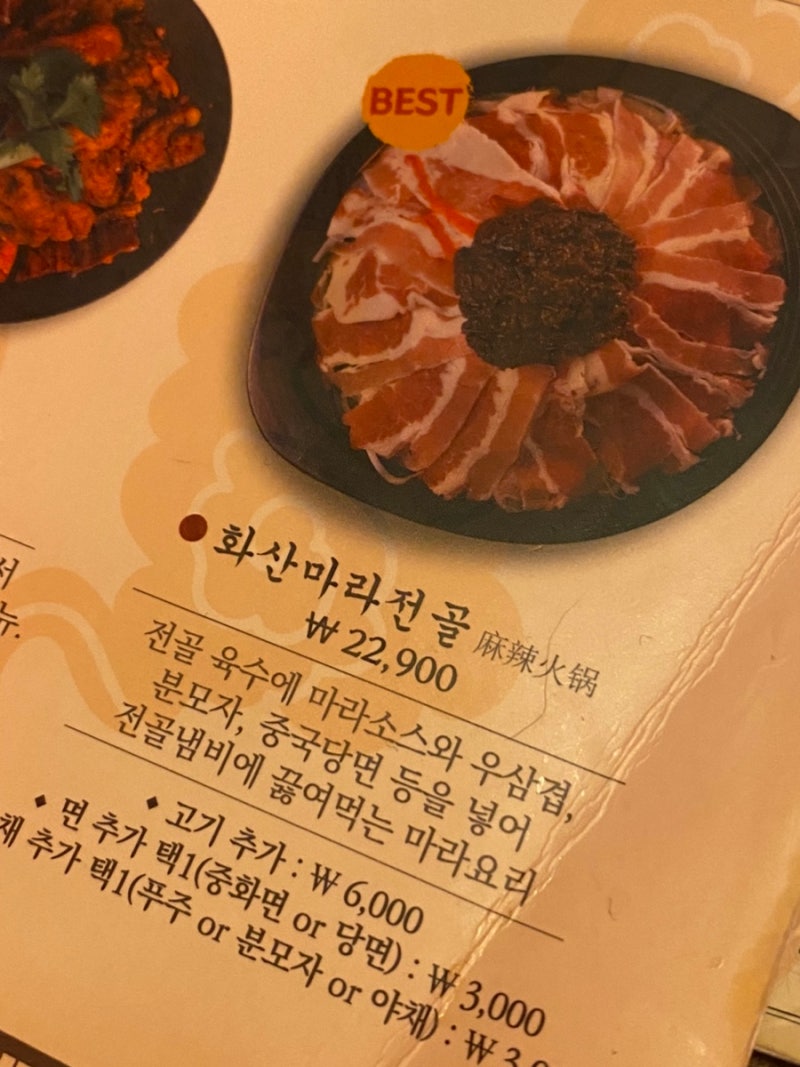 BEST
화산마라전골 麻辣火锅
₩ 22,900
서
뉴.
전골 육수에 마라소스와 우삼겹,
분모자, 중국당면 등을 넣어
전골냄비에 끓여먹는 마라요리
◆ 고기 추가 : ₩ 6,000
◆ 면 추가 택1(중화면 or 당면) : ₩ 3,000
채 추가 택1(푸주 or 분모자 or 야채) : ₩